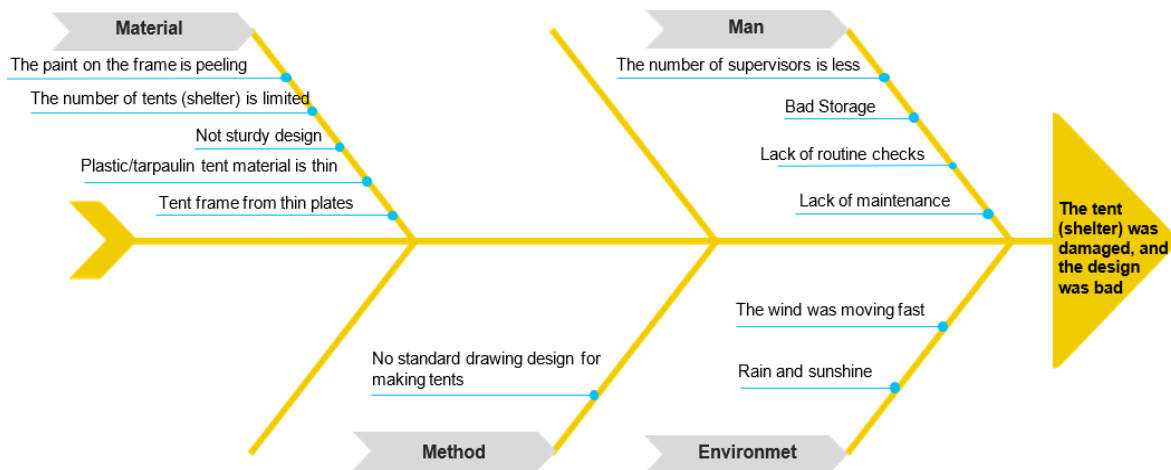 Material
The paint on the frame is peeling
The number of tents (shelter) is limited
Not sturdy design
Plastic/tarpaulin tent material is thin
Tent frame from thin plates
Man
The number of supervisors is less
Bad Storage
Lack of routine checks
Lack of maintenance
The tent
(shelter) was
damaged, and
the design
was bad
No standard drawing design for
making tents
Method
The wind was moving fast
Rain and sunshine
Environmet